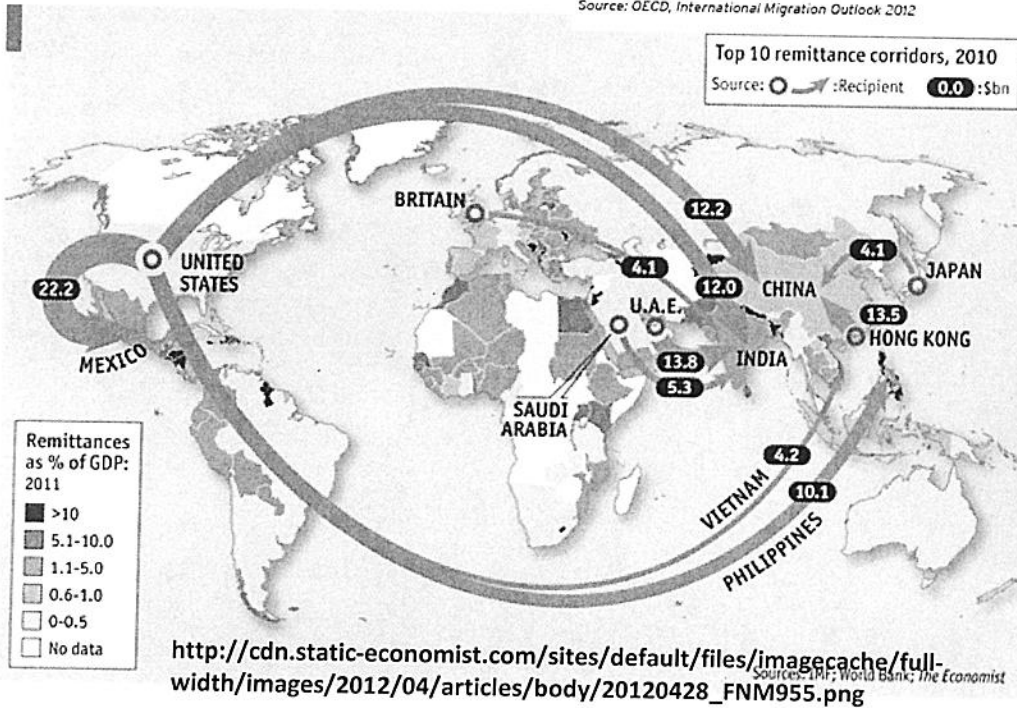 Source: OECD, International Migration Outlook 2012
Top 10 remittance corridors, 2010
Source: :Recipient 0.0 :$bn
BRITAIN
12.2
UNITED
STATES
4.1
4.1
JAPAN
22.2
12.0
CHINA
U.A.E.
13.5
HONG KONG
MEXICO
13.8
INDIA
5.3
SAUDI
ARABIA
4.2
VIETNAM
10.1
PHILIPPINES
Remittances
as % of GDP:
2011
>10
5.1-10.0
1.1-5.0
0.6-1.0
0-0.5
No data
http://cdn.static-economist.com/sites/default/files/imagecache/full-
Sources: IMF; World Bank; The Economist
width/images/2012/04/articles/body/20120428_FNM955.png